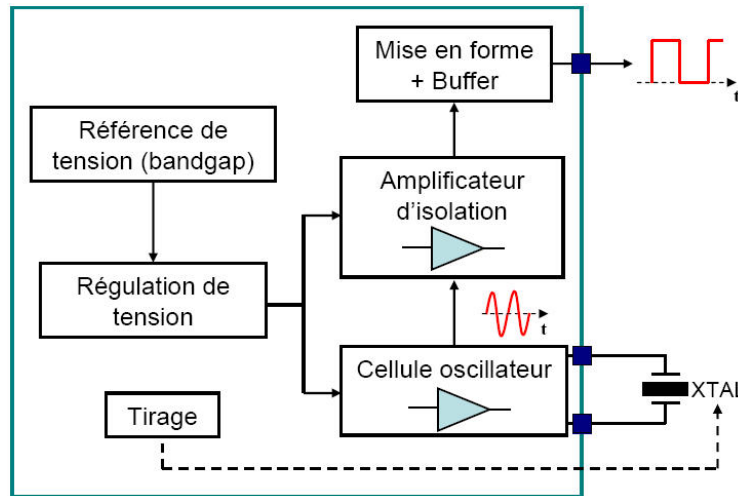 Mise en forme
+ Buffer
t
Référence de
tension (bandgap)
Amplificateur
d'isolation
Régulation de
tension
t
Cellule oscillateur
XTAL
Tirage